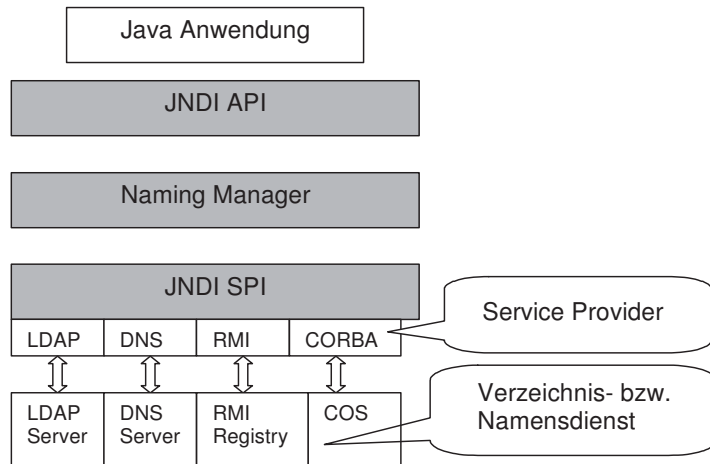 Java Anwendung
JNDI API
Naming Manager
JNDI SPI
LDAP DNS RMI CORBA
Service Provider
LDAP Server
DNS Server
RMI Registry
COS
Verzeichnis- bzw.
Namensdienst